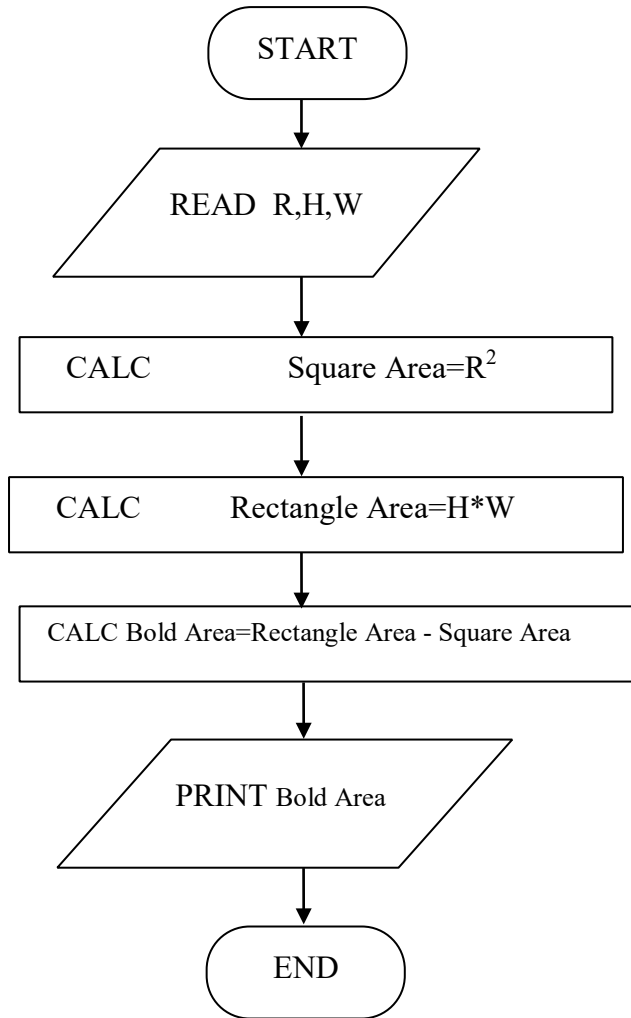 START
READ R,H,W
CALC Square Area=R²
CALC Rectangle Area=H*W
CALC Bold Area=Rectangle Area - Square Area
PRINT Bold Area
END